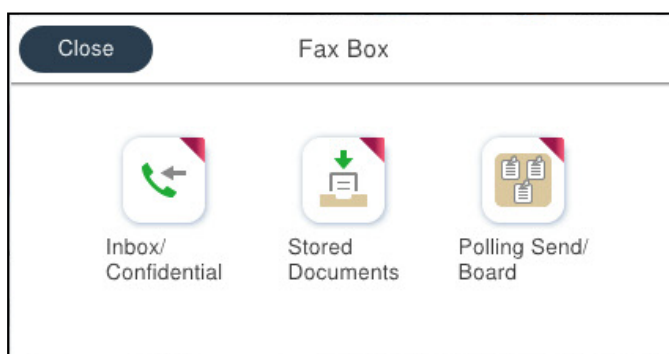 Close
Fax Box
Inbox/
Confidential
Stored
Documents
Polling Send/
Board